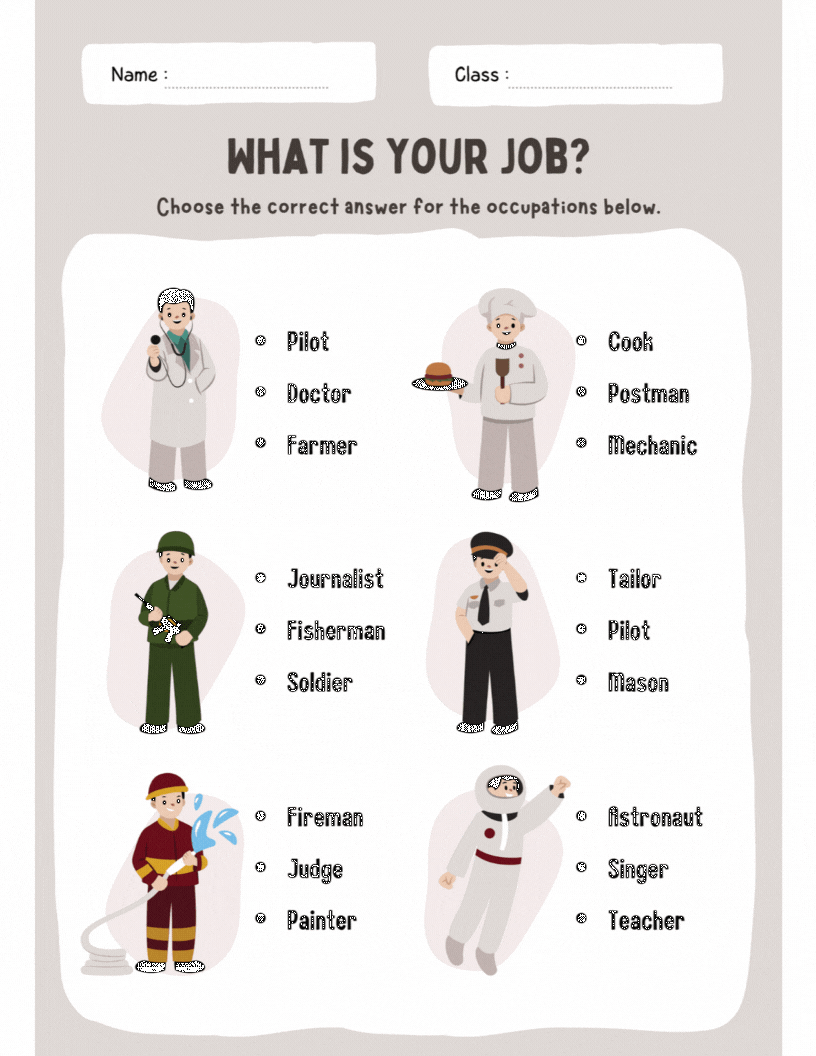 Name :
Class :
WHAT IS YOUR JOB?
Choose the correct answer for the occupations below.
Pilot
Doctor
Farmer
Cook
Postman
Mechanic
Journalist
Fisherman
Soldier
Tailor
Pilot
Mason
Fireman
Judge
Painter
Astronaut
Singer
Teacher